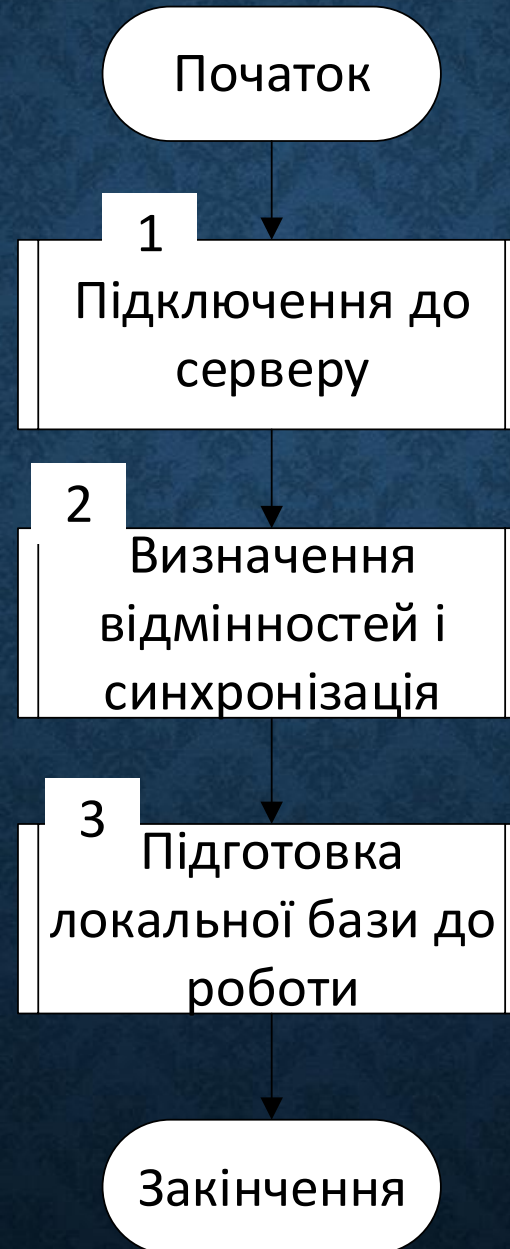 Початок
1
Підключення до
серверу
2
Визначення
відмінностей і
синхронізація
3
Підготовка
локальної бази до
роботи
Закінчення